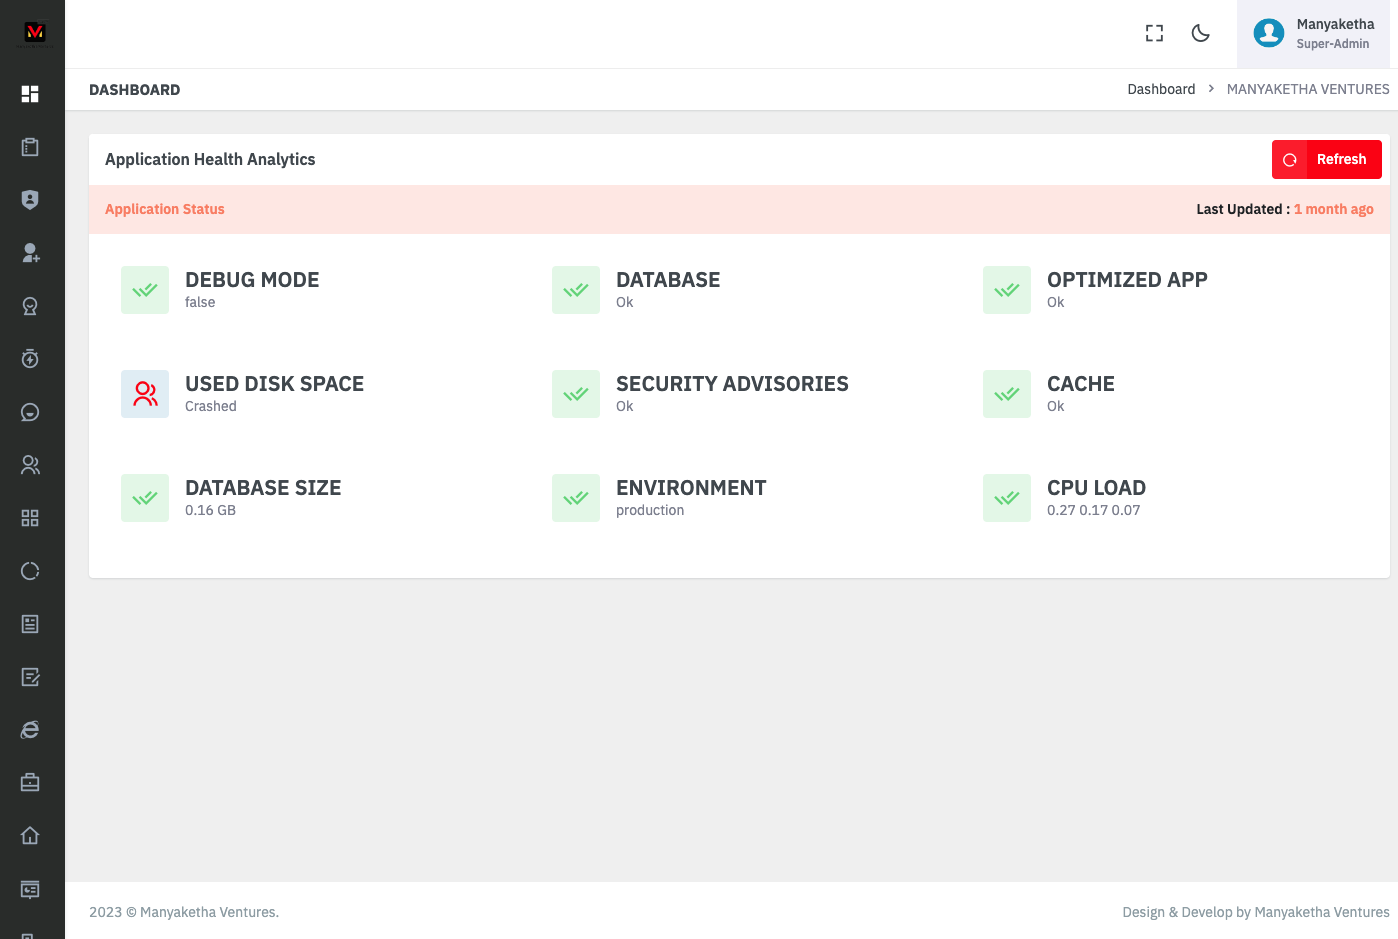 Manyaketha
Super-Admin
DASHBOARD
Dashboard > MANYAKETHA VENTURES
Application Health Analytics
Refresh
Application Status
Last Updated : 1 month ago
DEBUG MODE
false
DATABASE
Ok
OPTIMIZED APP
Ok
USED DISK SPACE
Crashed
SECURITY ADVISORIES
Ok
CACHE
Ok
DATABASE SIZE
0.16 GB
ENVIRONMENT
production
CPU LOAD
0.27 0.17 0.07
2023 © Manyaketha Ventures.
Design & Develop by Manyaketha Ventures